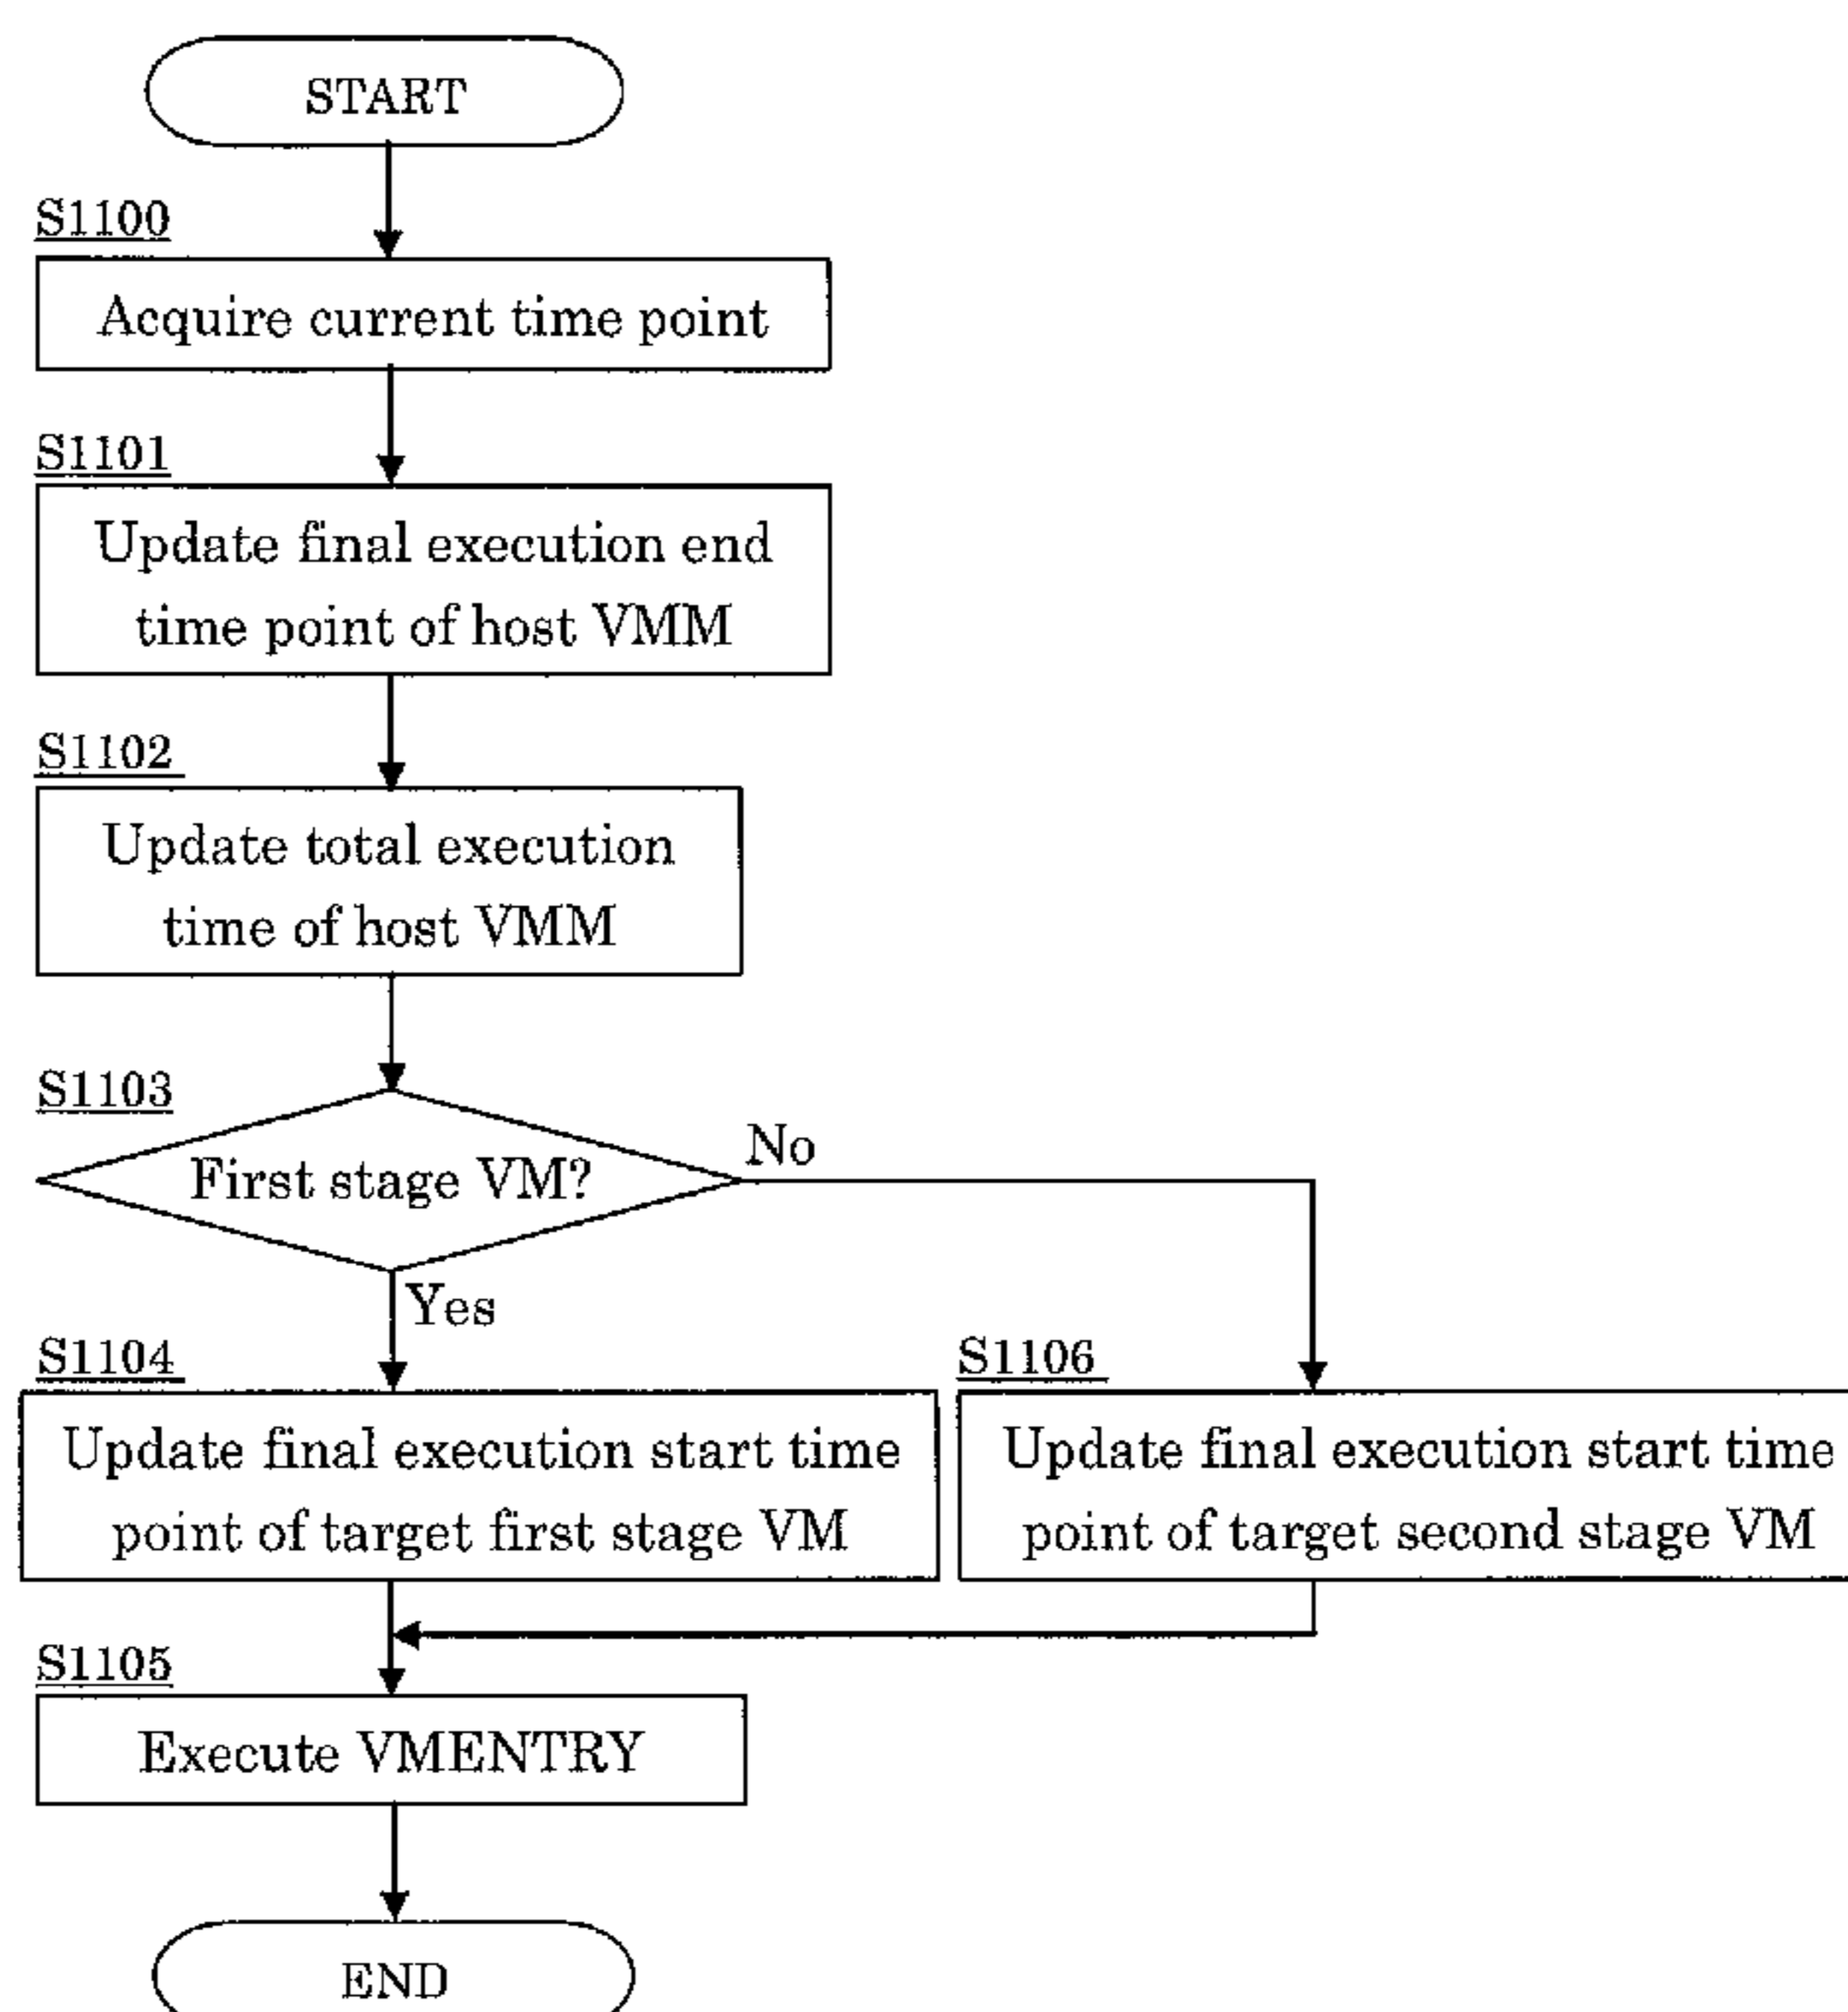 START
S1100
Acquire current time point
S1101
Update final execution end
time point of host VMM
S1102
Update total execution
time of host VMM
S1103
First stage VM?
No
Yes
S1104
Update final execution start time
point of target first stage VM
S1106
Update final execution start time
point of target second stage VM
S1105
Execute VMENTRY
END